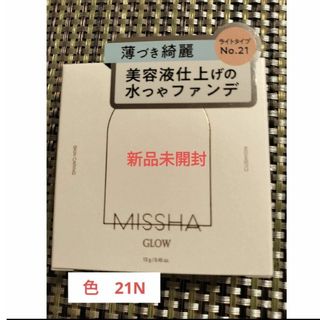 薄づき綺麗
ライトタイプ
No.21
美容液仕上げの
水つやファンデ
新品未開封
MISSHA
GLOW
色 21N